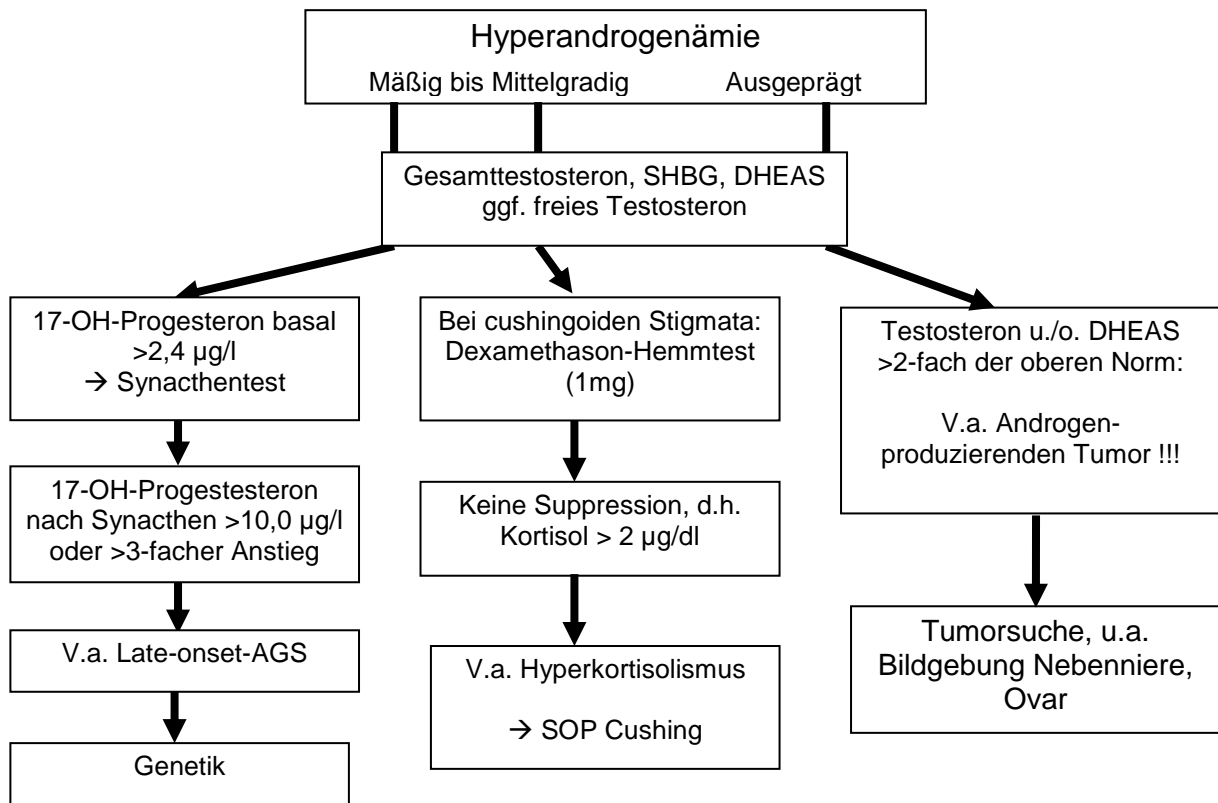 Hyperandrogenämie
Mäßig bis Mittelgradig Ausgeprägt
Gesamttestosteron, SHBG, DHEAS
ggf. freies Testosteron
17-OH-Progesteron basal
>2,4 µg/l
→ Synacthentest
17-OH-Progestesteron
nach Synacthen >10,0 µg/l
oder >3-facher Anstieg
V.a. Late-onset-AGS
Genetik
Bei cushingoiden Stigmata:
Dexamethason-Hemmtest
(1mg)
Keine Suppression, d.h.
Kortisol > 2 µg/dl
V.a. Hyperkortisolismus
→ SOP Cushing
Testosteron u./o. DHEAS
>2-fach der oberen Norm:
V.a. Androgen-
produzierenden Tumor !!!
Tumorsuche, u.a.
Bildgebung Nebenniere,
Ovar